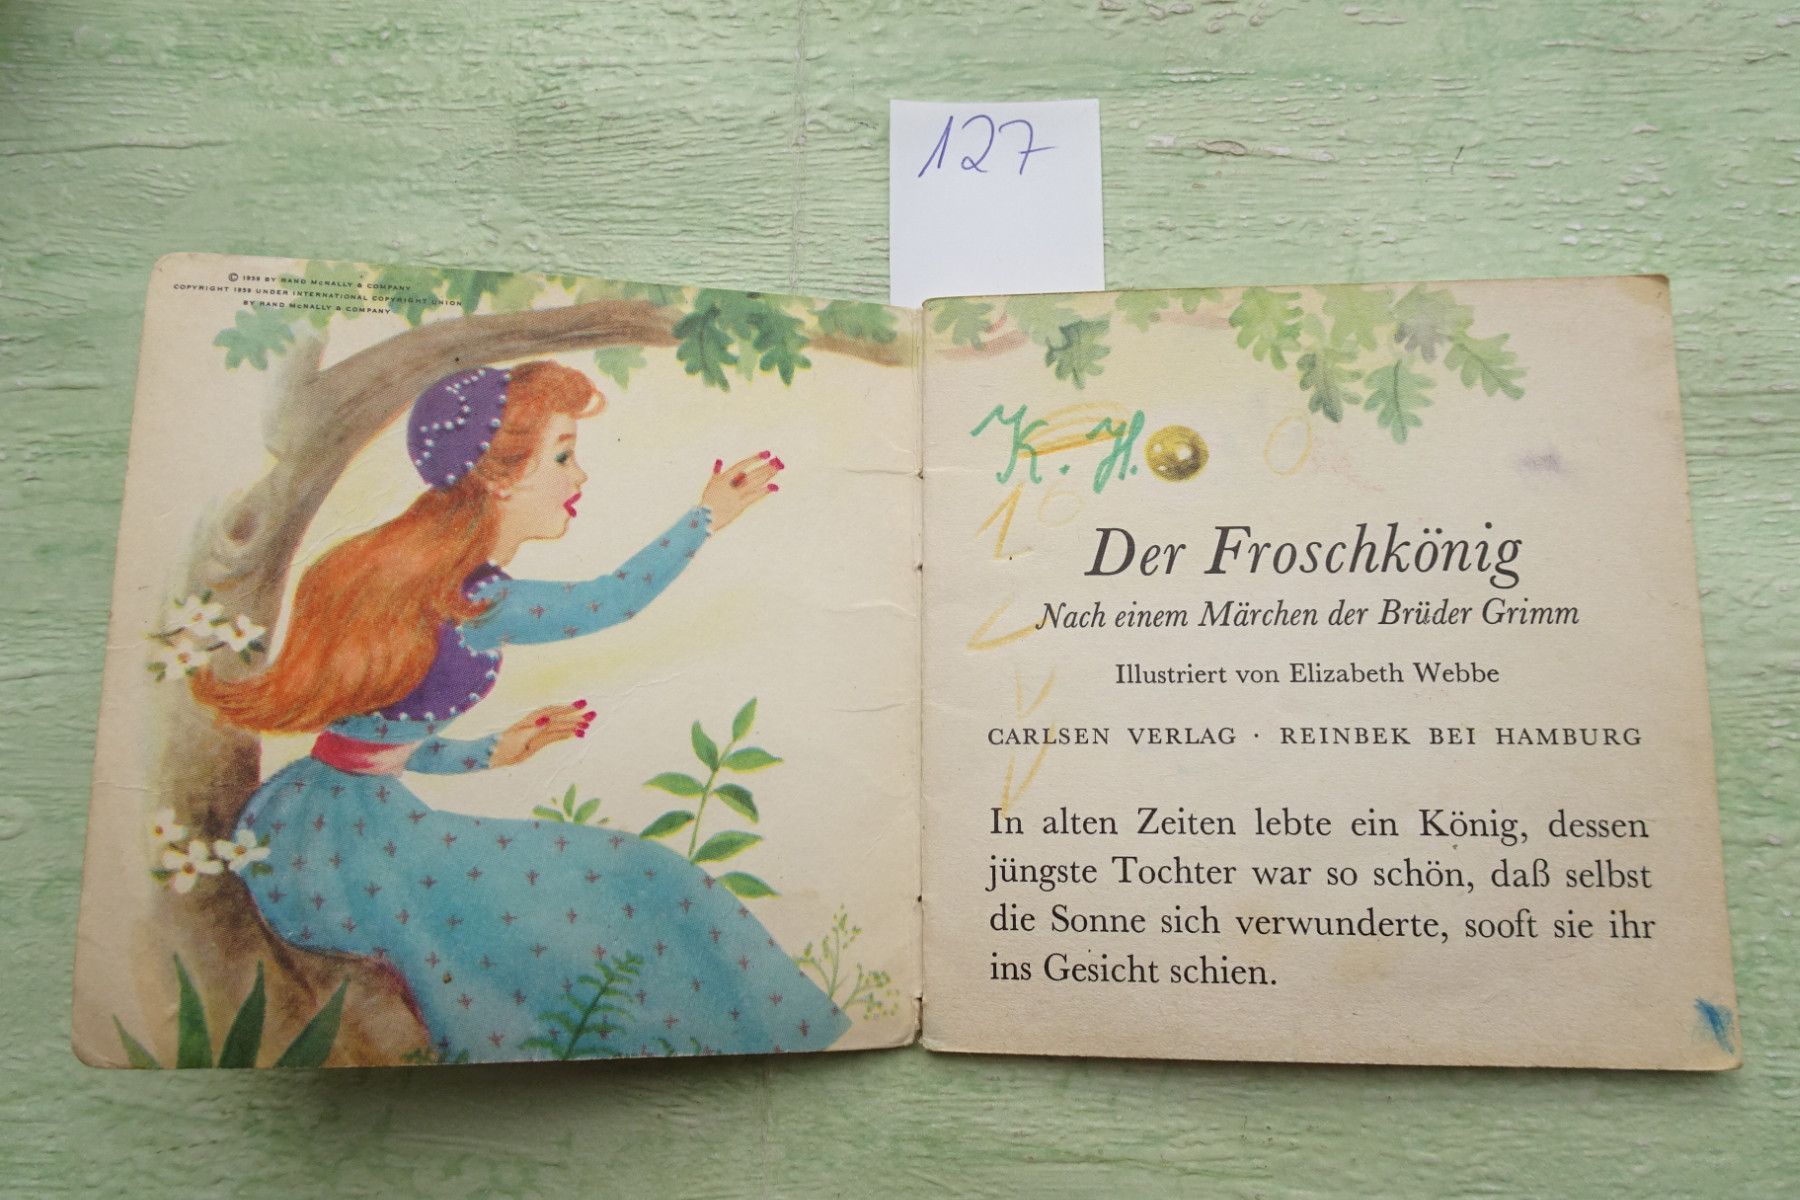 127
© 1959 BY RAND McNALLY & COMPANY
COPYRIGHT 1959 UNDER INTERNATIONAL COPYRIGHT UNION
BY RAND McNALLY & COMPANY
K. H.
Der Froschkönig
Nach einem Märchen der Brüder Grimm
Illustriert von Elizabeth Webbe
CARLSEN VERLAG · REINBEK BEI HAMBURG
In alten Zeiten lebte ein König, dessen
jüngste Tochter war so schön, daß selbst
die Sonne sich verwunderte, sooft sie ihr
ins Gesicht schien.